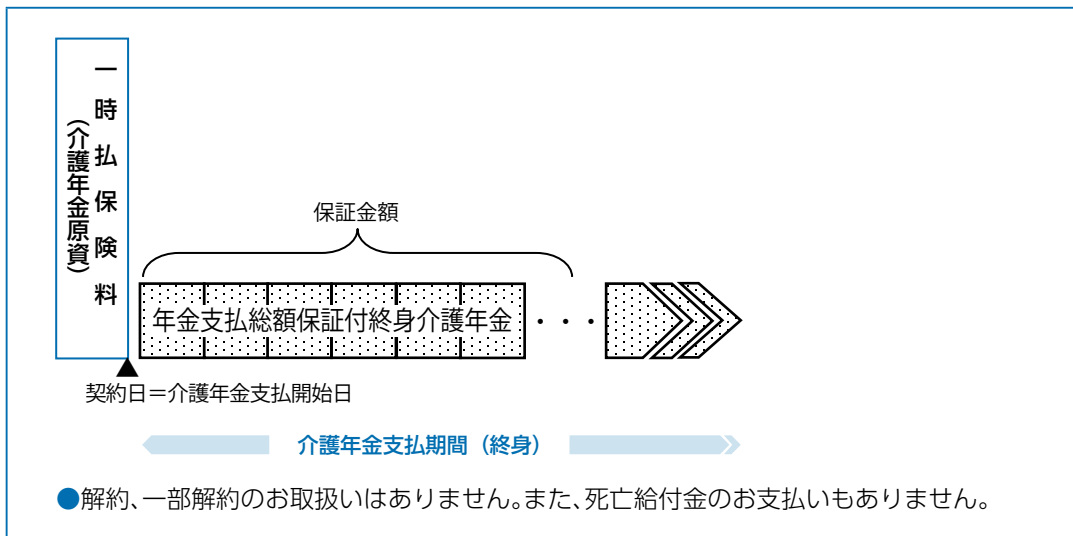 一時払保険料
(介護年金原資)
保証金額
年金支払総額保証付終身介護年金・・・
契約日＝介護年金支払開始日
介護年金支払期間（終身）
●解約、一部解約のお取扱いはありません。また、死亡給付金のお支払いもありません。